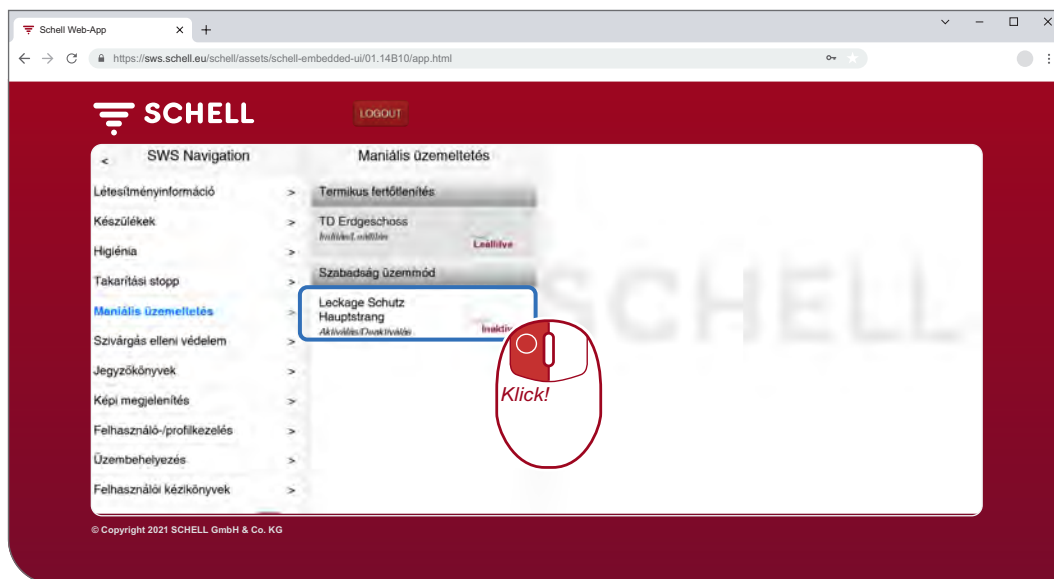 Schell Web-App
https://sws.schell.eu/schell/assets/schell-embedded-ui/01.14B10/app.html
SCHELL
LOGOUT
< SWS Navigation
Létesítményinformáció >
Készülékek >
Higiénia >
Takarítási stopp >
Maniális üzemeltetés >
Szivárgás elleni védelem >
Jegyzőkönyvek >
Képi megjelenítés >
Felhasználó-/profilkezelés >
Üzembehelyezés >
Felhasználói kézikönyvek >
Maniális üzemeltetés
Termikus fertőtlenítés
TD Erdgeschoss
Indítás/Leállítás
Leállítva
Szabadság üzemmód
Leckage Schutz
Hauptstrang
Aktiválás/Deaktiválás
Inaktív
Klick!
SCHELL
© Copyright 2021 SCHELL GmbH & Co. KG